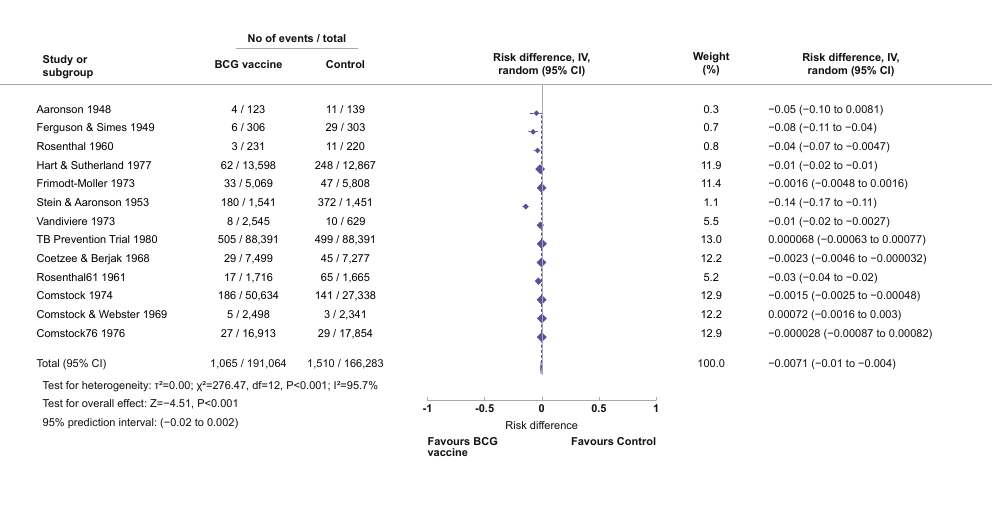 No of events / total
Study or
subgroup
BCG vaccine Control
Risk difference, IV,
random (95% CI)
Weight
(%)
Risk difference, IV,
random (95% CI)
Aaronson 1948 4 / 123 11 / 139 0.3 −0.05 (−0.10 to 0.0081)
Ferguson & Simes 1949 6 / 306 29 / 303 0.7 −0.08 (−0.11 to −0.04)
Rosenthal 1960 3 / 231 11 / 220 0.8 −0.04 (−0.07 to −0.0047)
Hart & Sutherland 1977 62 / 13,598 248 / 12,867 11.9 −0.01 (−0.02 to −0.01)
Frimodt-Moller 1973 33 / 5,069 47 / 5,808 11.4 −0.0016 (−0.0048 to 0.0016)
Stein & Aaronson 1953 180 / 1,541 372 / 1,451 1.1 −0.14 (−0.17 to −0.11)
Vandiviere 1973 8 / 2,545 10 / 629 5.5 −0.01 (−0.02 to −0.0027)
TB Prevention Trial 1980 505 / 88,391 499 / 88,391 13.0 0.000068 (−0.00063 to 0.00077)
Coetzee & Berjak 1968 29 / 7,499 45 / 7,277 12.2 −0.0023 (−0.0046 to −0.000032)
Rosenthal61 1961 17 / 1,716 65 / 1,665 5.2 −0.03 (−0.04 to −0.02)
Comstock 1974 186 / 50,634 141 / 27,338 12.9 −0.0015 (−0.0025 to −0.00048)
Comstock & Webster 1969 5 / 2,498 3 / 2,341 12.2 0.00072 (−0.0016 to 0.003)
Comstock76 1976 27 / 16,913 29 / 17,854 12.9 −0.000028 (−0.00087 to 0.00082)
Total (95% CI) 1,065 / 191,064 1,510 / 166,283 100.0 −0.0071 (−0.01 to −0.004)
Test for heterogeneity: τ²=0.00; χ²=276.47, df=12, P<0.001; I²=95.7%
Test for overall effect: Z=−4.51, P<0.001
95% prediction interval: (−0.02 to 0.002)
-1 -0.5 0 0.5 1
Risk difference
Favours BCG
vaccine
Favours Control